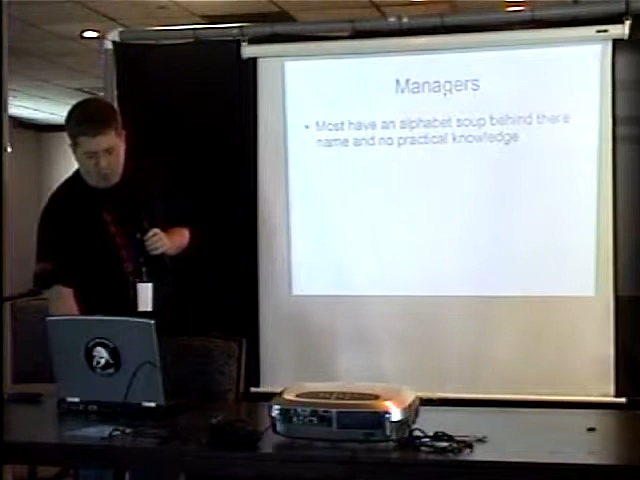 Managers
• Most have an alphabet soup behind there
name and no practical knowledge